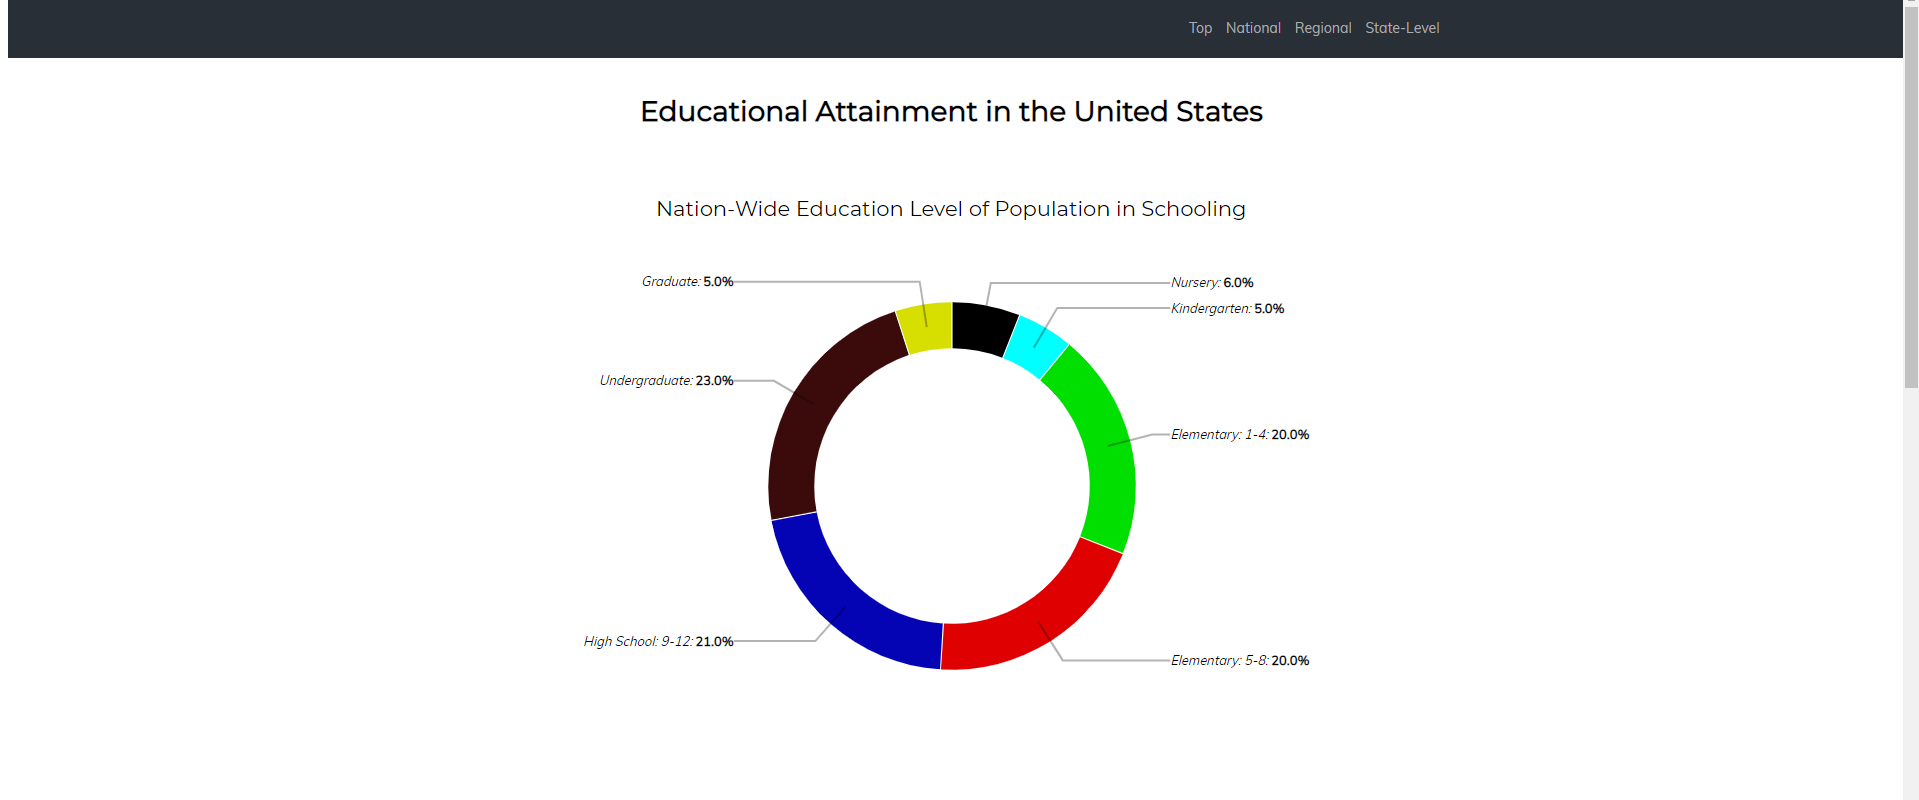 Top National Regional State-Level
Educational Attainment in the United States
Nation-Wide Education Level of Population in Schooling
Graduate: 5.0%
Nursery: 6.0%
Kindergarten: 5.0%
Undergraduate: 23.0%
Elementary: 1-4: 20.0%
High School: 9-12: 21.0%
Elementary: 5-8: 20.0%